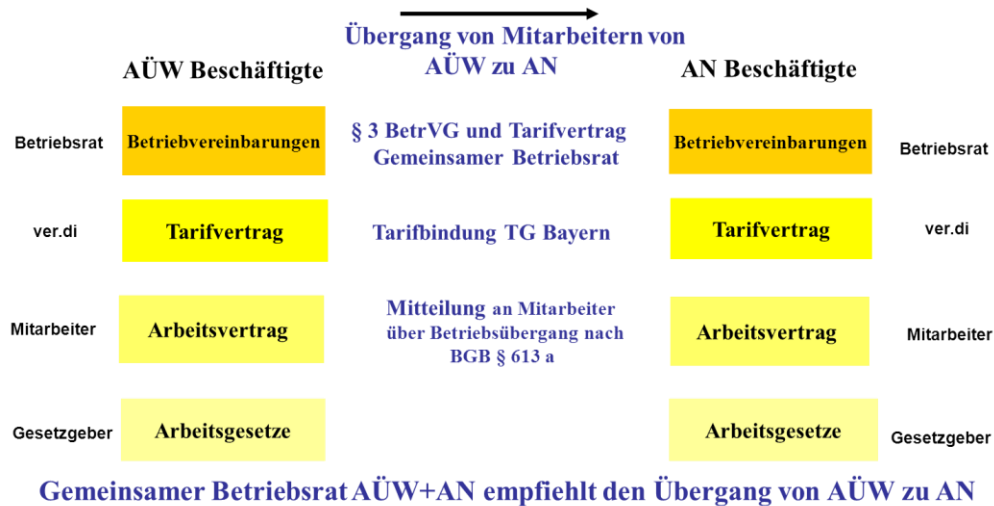 Übergang von Mitarbeitern von
AÜW zu AN
AÜW Beschäftigte
AN Beschäftigte
Betriebsrat
Betriebvereinbarungen
§ 3 BetrVG und Tarifvertrag
Gemeinsamer Betriebsrat
Betriebvereinbarungen
Betriebsrat
ver.di
Tarifvertrag
Tarifbindung TG Bayern
Tarifvertrag
ver.di
Mitarbeiter
Arbeitsvertrag
Mitteilung an Mitarbeiter
über Betriebsübergang nach
BGB § 613 a
Arbeitsvertrag
Mitarbeiter
Gesetzgeber
Arbeitsgesetze
Arbeitsgesetze
Gesetzgeber
Gemeinsamer Betriebsrat AÜW+AN empfiehlt den Übergang von AÜW zu AN